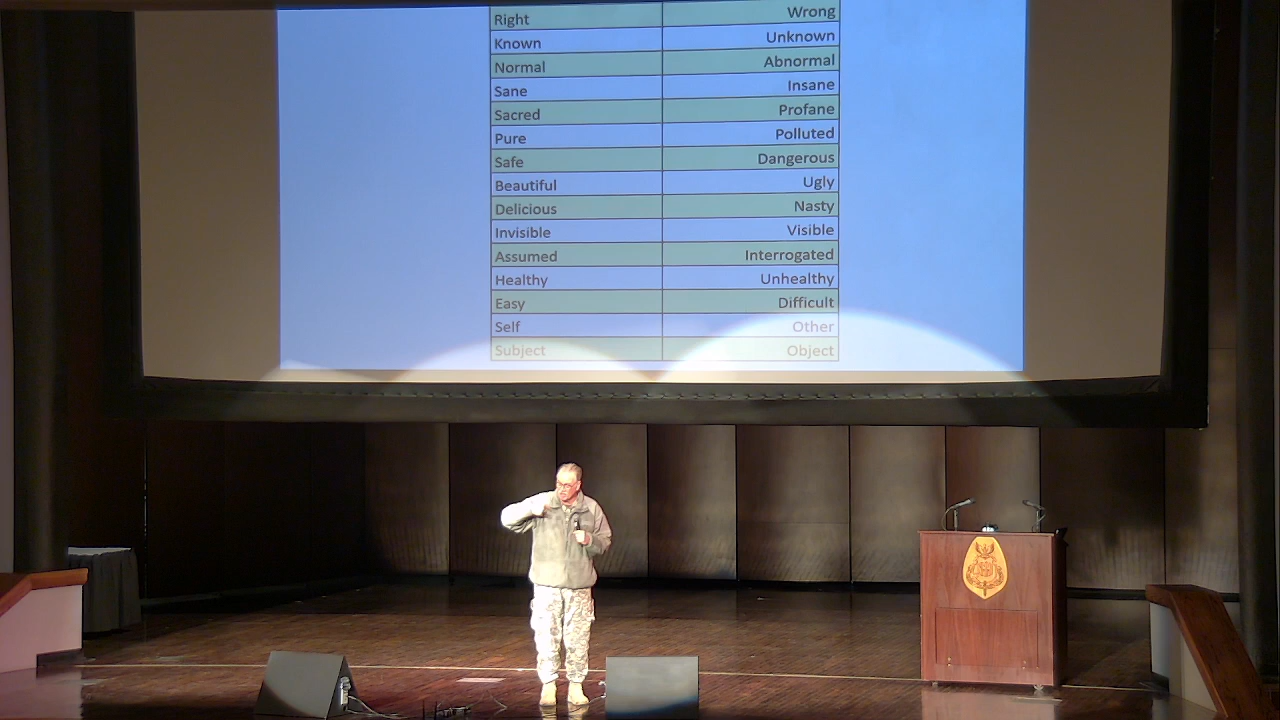 Right Wrong
Known Unknown
Normal Abnormal
Sane Insane
Sacred Profane
Pure Polluted
Safe Dangerous
Beautiful Ugly
Delicious Nasty
Invisible Visible
Assumed Interrogated
Healthy Unhealthy
Easy Difficult
Self Other
Subject Object